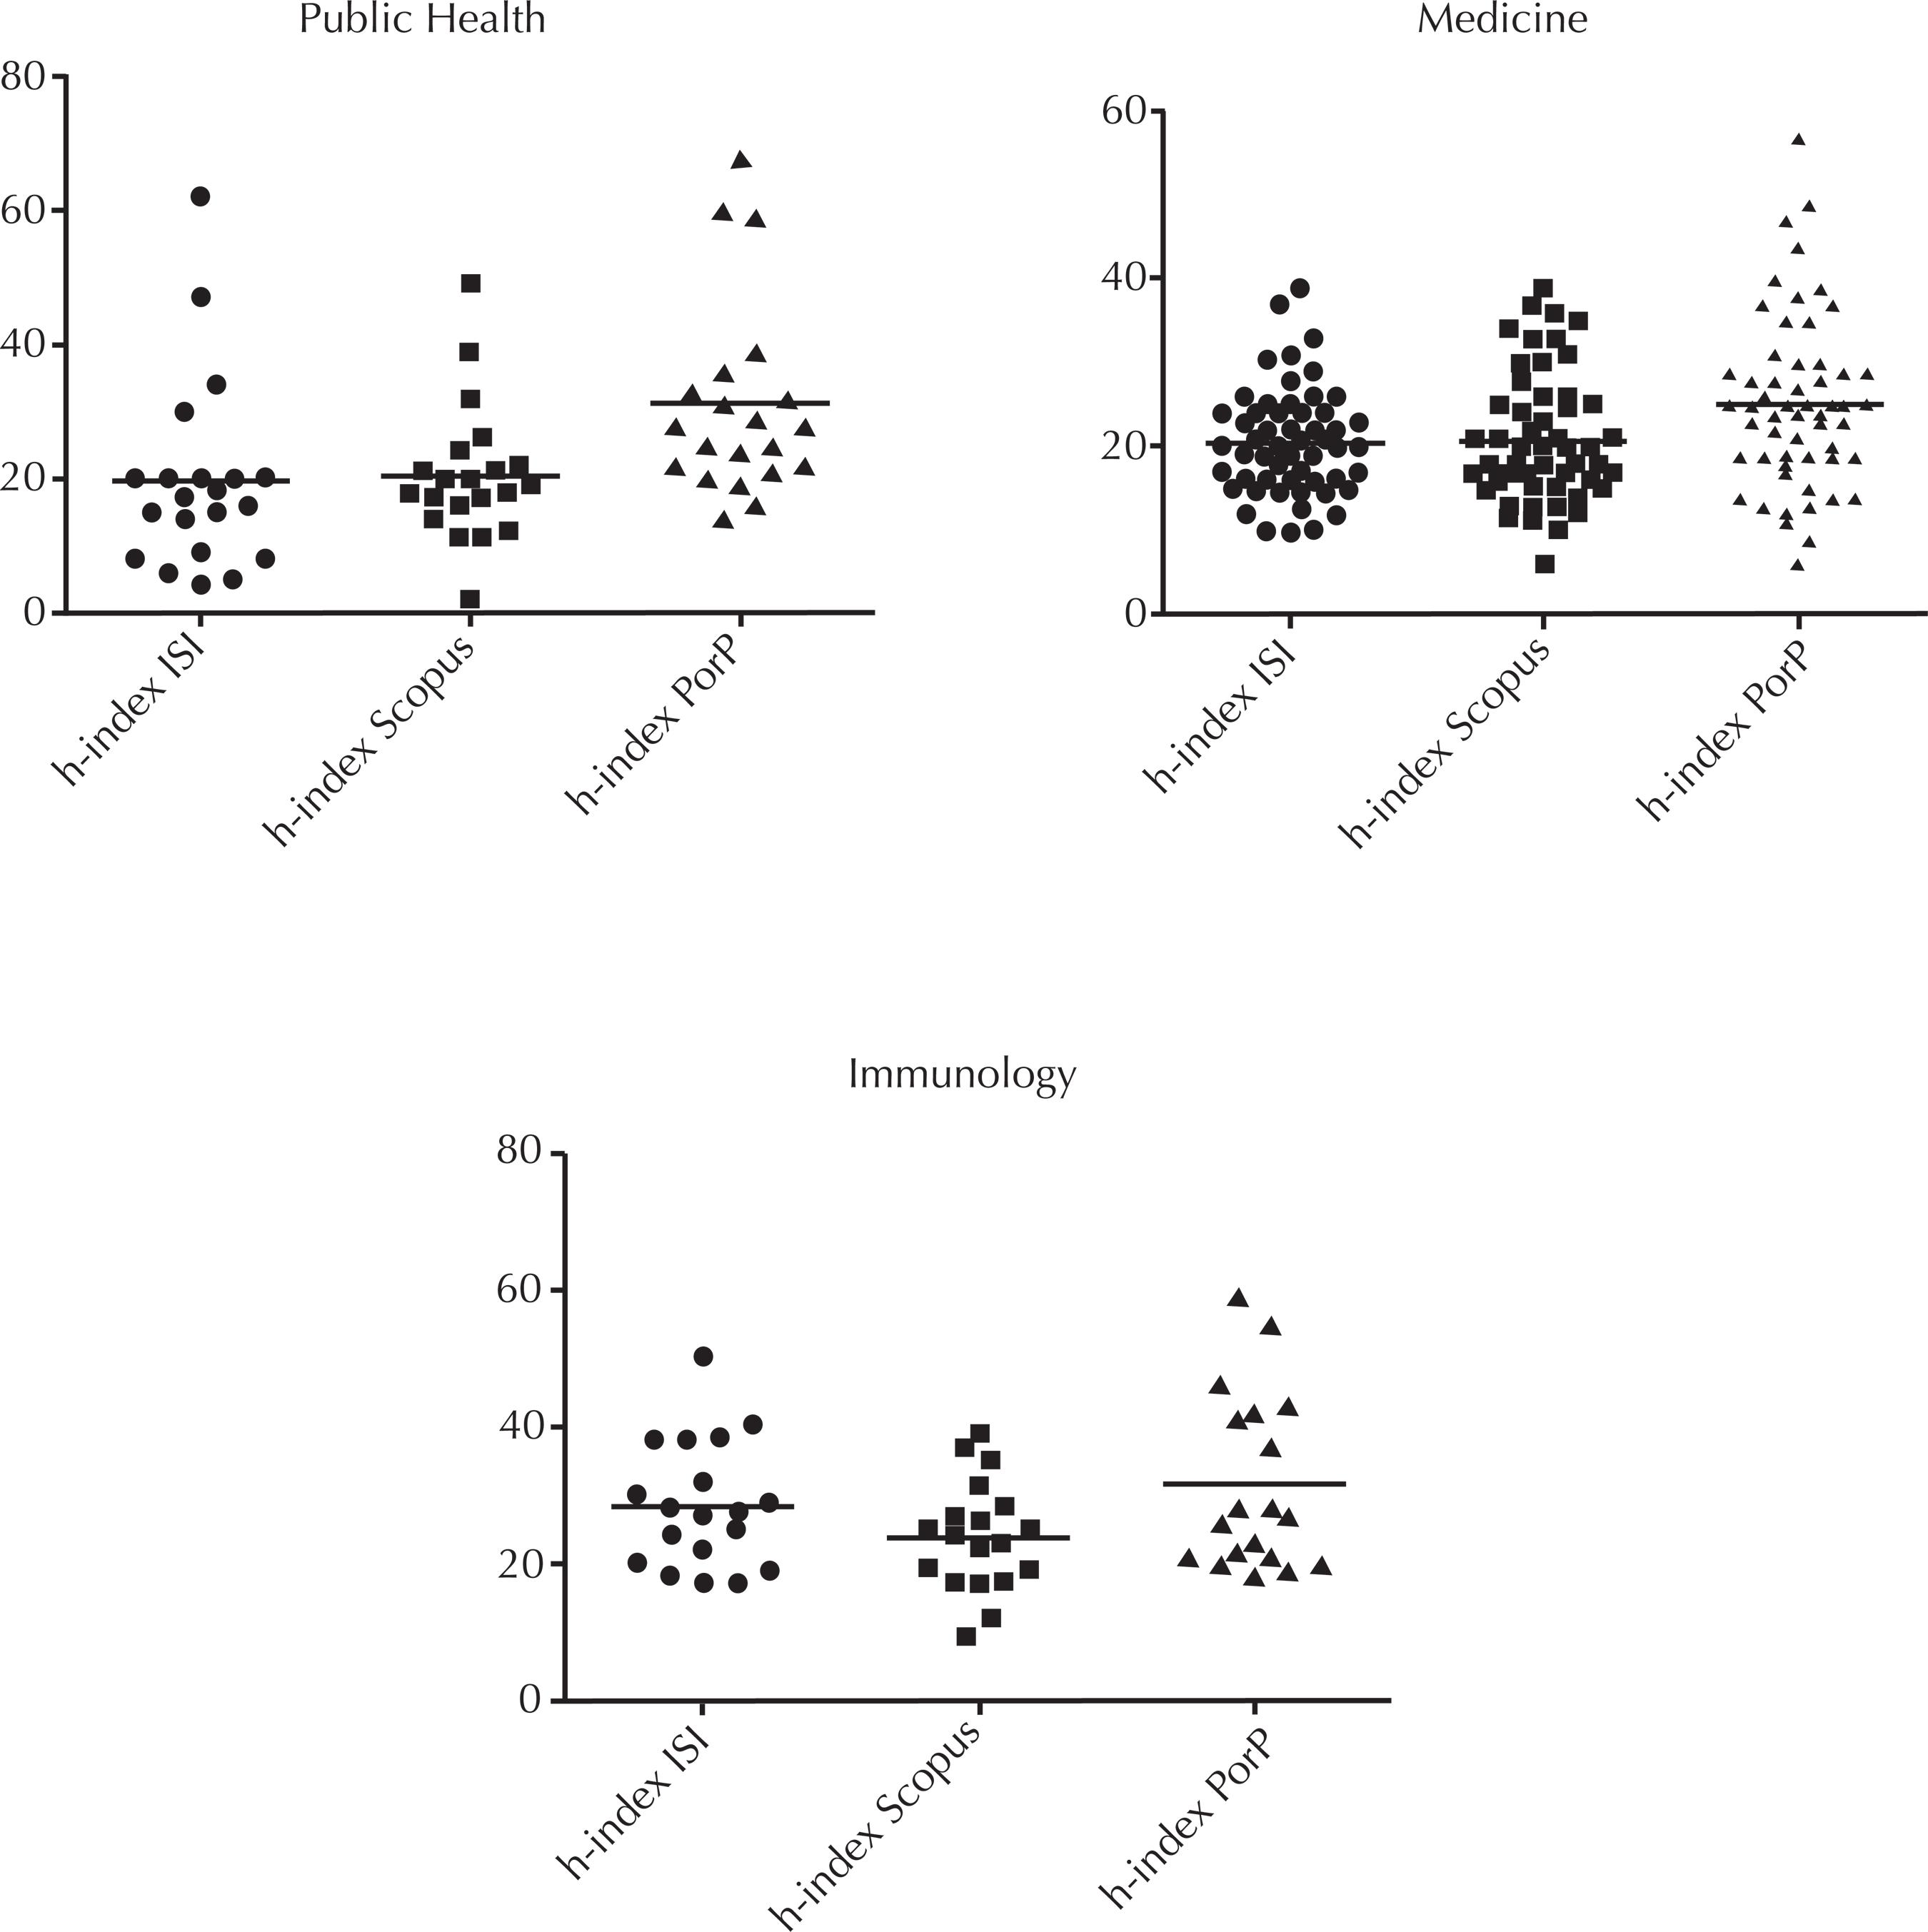 Public Health
80
60
40
20
0
h-index ISI
h-index Scopus
h-index PorP
Medicine
60
40
20
0
h-index ISI
h-index Scopus
h-index PorP
Immunology
80
60
40
20
0
h-index ISI
h-index Scopus
h-index PorP